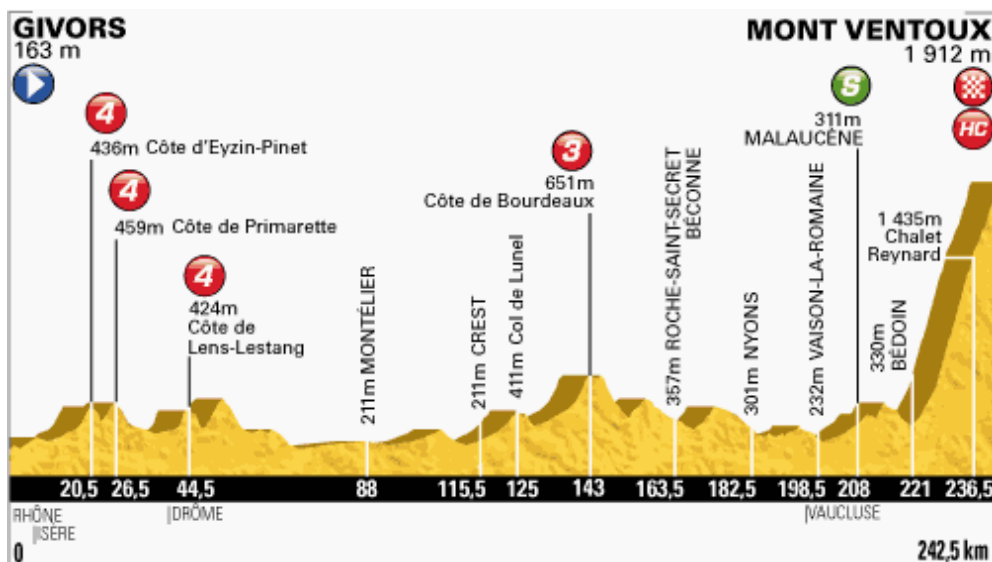 GIVORS
163 m
MONT VENTOUX
1 912 m
4
436m Côte d'Eyzin-Pinet
4
459m Côte de Primarette
4
424m
Côte de
Lens-Lestang
211m MONTÉLIER
211m CREST
411m Col de Lunel
3
651m
Côte de Bourdeaux
357m ROCHE-SAINT-SECRET
BÉCONNE
301m NYONS
232m VAISON-LA-ROMAINE
S
311m
MALAUCÈNE
330m
BÉDOIN
1 435m
Chalet
Reynard
HC
20,5 26,5 44,5 88 115,5 125 143 163,5 182,5 198,5 208 221 236,5
RHÔNE
ISÈRE
DRÔME
VAUCLUSE
0
242,5 km